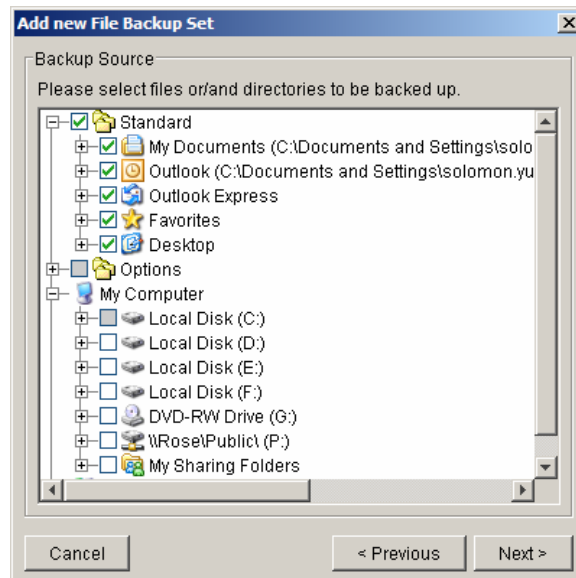 Add new File Backup Set
Backup Source
Please select files or/and directories to be backed up.
Standard
My Documents (C:\Documents and Settings\solo
Outlook (C:\Documents and Settings\solomon.yu
Outlook Express
Favorites
Desktop
Options
My Computer
Local Disk (C:)
Local Disk (D:)
Local Disk (E:)
Local Disk (F:)
DVD-RW Drive (G:)
\\Rose\Public\ (P:)
My Sharing Folders
Cancel
< Previous
Next >